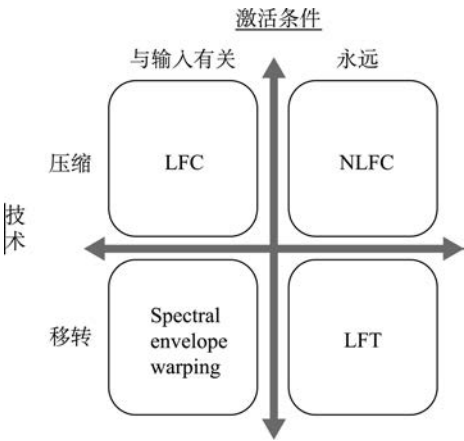 激活条件
与输入有关
永远
压缩
LFC
NLFC
技
术
移转
Spectral
envelope
warping
LFT